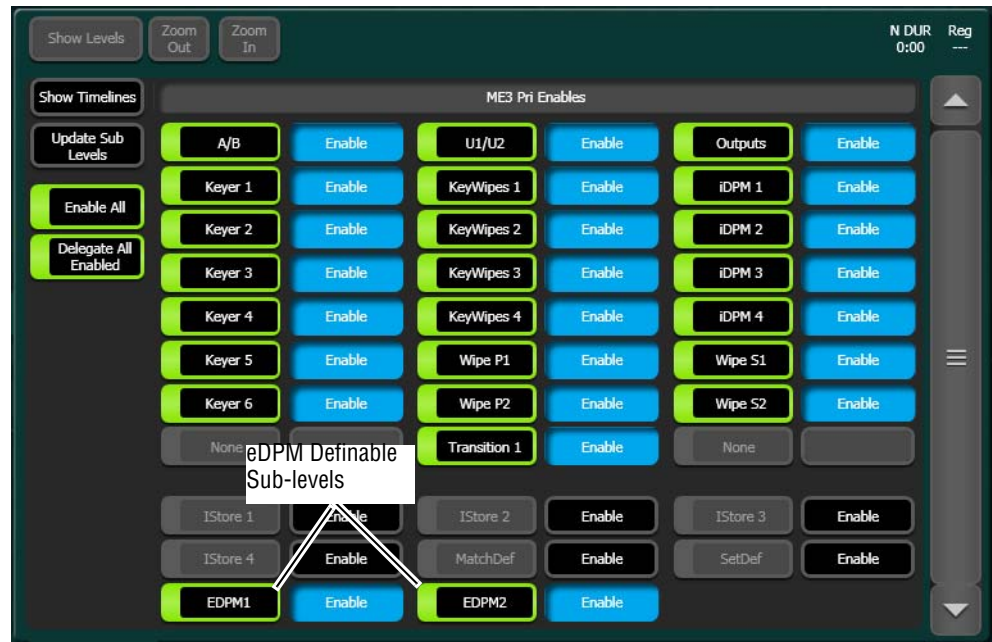 Show Levels
Zoom Out
Zoom In
N DUR
0:00
Reg
---
Show Timelines
ME3 Pri Enables
Update Sub Levels
Enable All
Delegate All Enabled
A/B Enable U1/U2 Enable Outputs Enable
Keyer 1 Enable KeyWipes 1 Enable iDPM 1 Enable
Keyer 2 Enable KeyWipes 2 Enable iDPM 2 Enable
Keyer 3 Enable KeyWipes 3 Enable iDPM 3 Enable
Keyer 4 Enable KeyWipes 4 Enable iDPM 4 Enable
Keyer 5 Enable Wipe P1 Enable Wipe S1 Enable
Keyer 6 Enable Wipe P2 Enable Wipe S2 Enable
None Transition 1 Enable None
eDPM Definable
Sub-levels
IStore 1 Enable IStore 2 Enable IStore 3 Enable
IStore 4 Enable MatchDef Enable SetDef Enable
EDPM1 Enable EDPM2 Enable